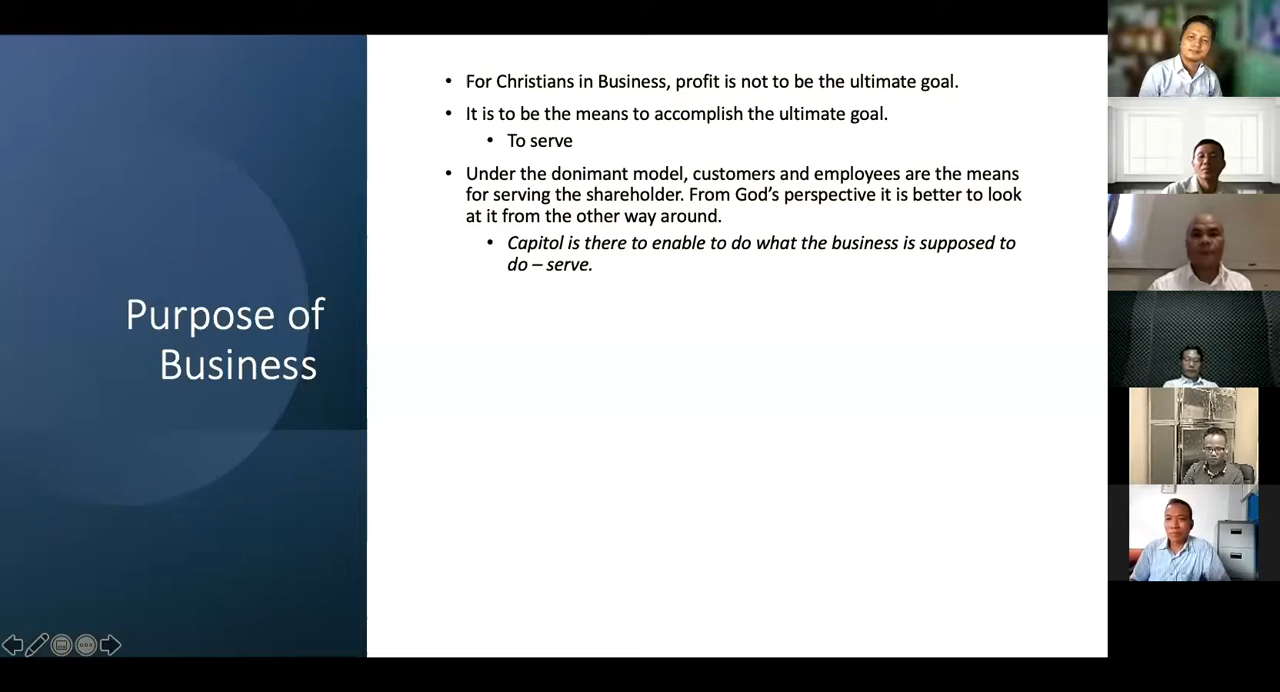 Purpose of
Business
• For Christians in Business, profit is not to be the ultimate goal.
• It is to be the means to accomplish the ultimate goal.
• To serve
• Under the donimant model, customers and employees are the means
for serving the shareholder. From God’s perspective it is better to look
at it from the other way around.
• Capitol is there to enable to do what the business is supposed to
do – serve.